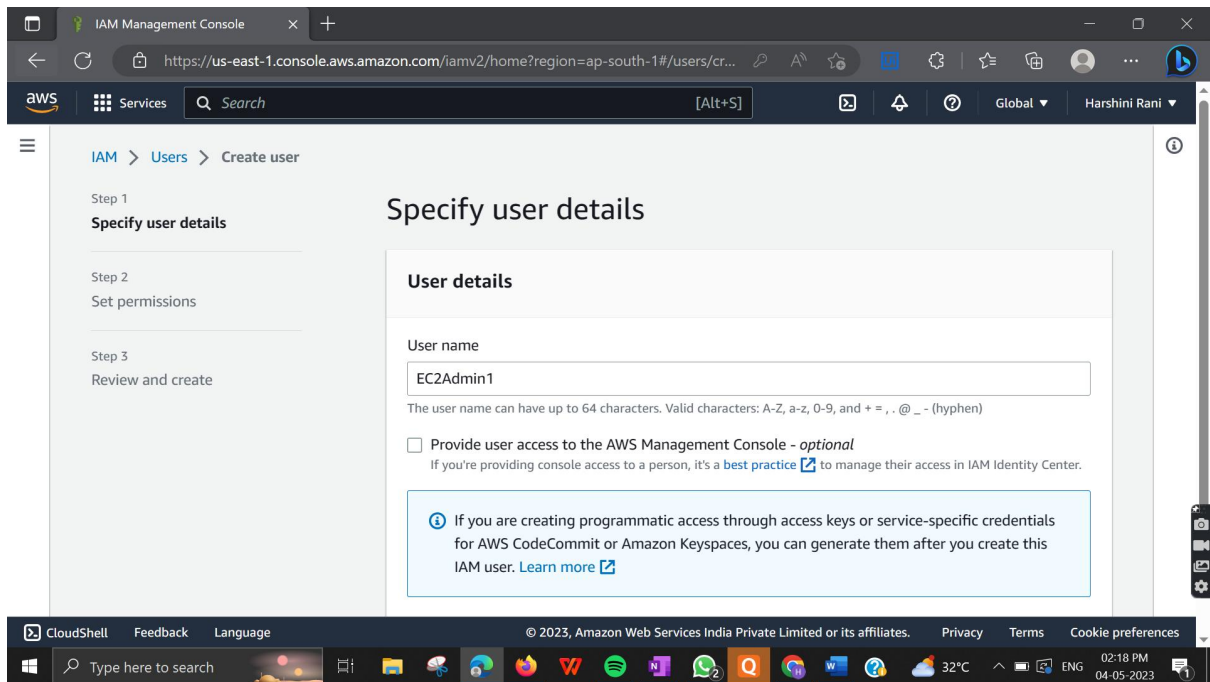 IAM Management Console
https://us-east-1.console.aws.amazon.com/iamv2/home?region=ap-south-1#/users/cr...
aws
Services
Search
[Alt+S]
Global
Harshini Rani
IAM > Users > Create user
Step 1
Specify user details
Step 2
Set permissions
Step 3
Review and create
Specify user details
User details
User name
EC2Admin1
The user name can have up to 64 characters. Valid characters: A-Z, a-z, 0-9, and + = , . @ _ - (hyphen)
Provide user access to the AWS Management Console - optional
If you're providing console access to a person, it's a best practice to manage their access in IAM Identity Center.
If you are creating programmatic access through access keys or service-specific credentials
for AWS CodeCommit or Amazon Keyspaces, you can generate them after you create this
IAM user. Learn more
CloudShell Feedback Language © 2023, Amazon Web Services India Private Limited or its affiliates. Privacy Terms Cookie preferences
Type here to search
32°C
ENG
02:18 PM
04-05-2023